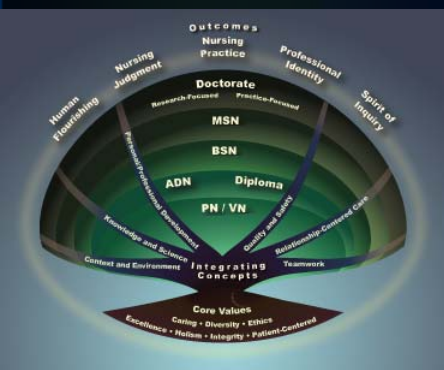 Outcomes
Nursing
Practice
Nursing
Judgment
Professional
Identity
Human
Flourishing
Spirit of
Inquiry
Doctorate
Research-Focused Practice-Focused
MSN
BSN
ADN Diploma
PN / VN
Personal/Professional Development
Quality and Safety
Knowledge and Science
Relationship-Centered Care
Context and Environment
Integrating
Concepts
Teamwork
Core Values
Caring • Diversity • Ethics
Excellence • Holism • Integrity • Patient-Centered